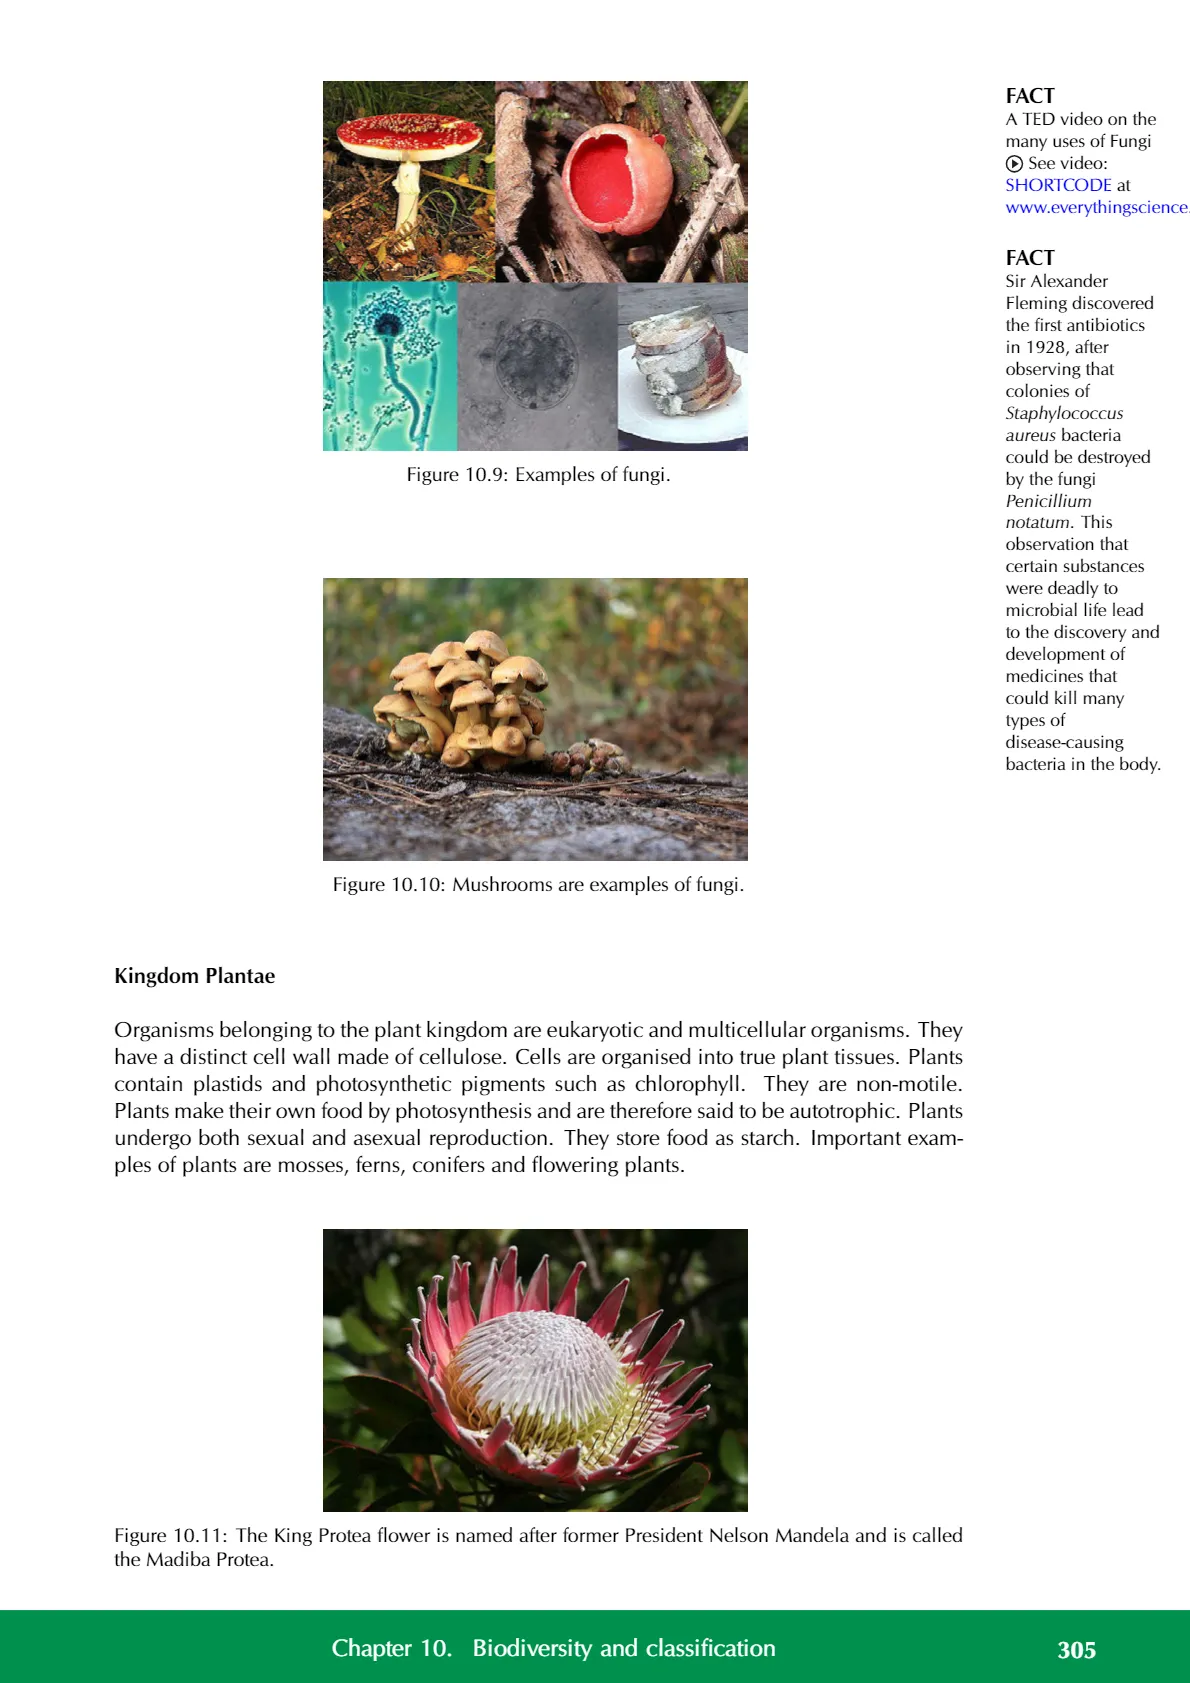 FACT
A TED video on the
many uses of Fungi
See video:
SHORTCODE at
www.everythingscience.
FACT
Sir Alexander
Fleming discovered
the first antibiotics
in 1928, after
observing that
colonies of
Staphylococcus
aureus bacteria
could be destroyed
by the fungi
Penicillium
notatum. This
observation that
certain substances
were deadly to
microbial life lead
to the discovery and
development of
medicines that
could kill many
types of
disease-causing
bacteria in the body.
Figure 10.9: Examples of fungi.
Figure 10.10: Mushrooms are examples of fungi.
Kingdom Plantae
Organisms belonging to the plant kingdom are eukaryotic and multicellular organisms. They
have a distinct cell wall made of cellulose. Cells are organised into true plant tissues. Plants
contain plastids and photosynthetic pigments such as chlorophyll. They are non-motile.
Plants make their own food by photosynthesis and are therefore said to be autotrophic. Plants
undergo both sexual and asexual reproduction. They store food as starch. Important exam-
ples of plants are mosses, ferns, conifers and flowering plants.
Figure 10.11: The King Protea flower is named after former President Nelson Mandela and is called
the Madiba Protea.
Chapter 10. Biodiversity and classification
305